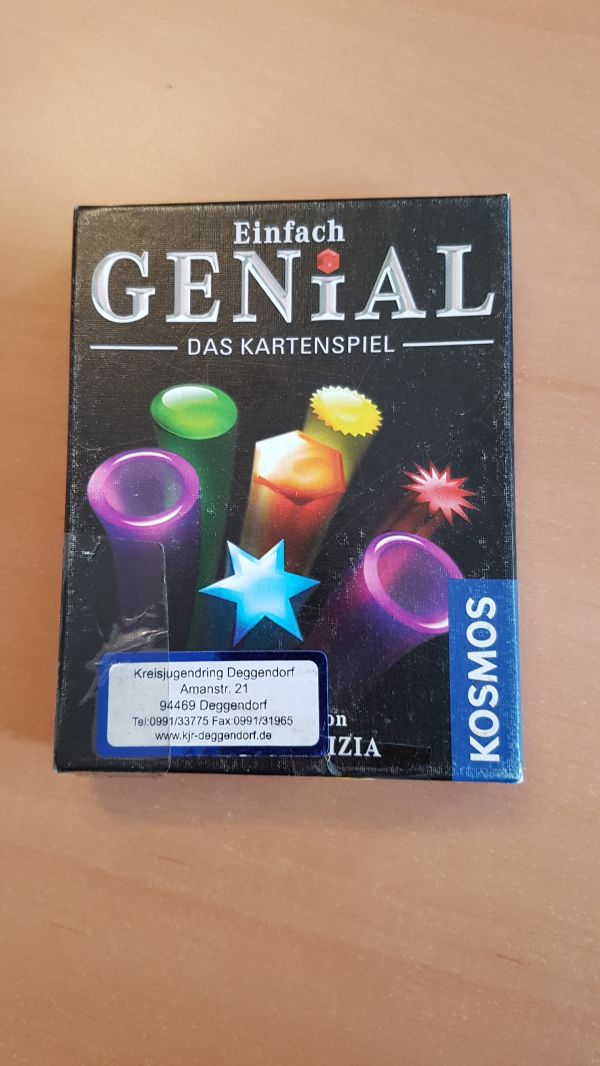 Einfach
GENiAL
DAS KARTENSPIEL
KOSMOS
Kreisjugendring Deggendorf
Amanstr. 21
94469 Deggendorf
Tel:0991/33775 Fax:0991/31965
www.kjr-deggendorf.de